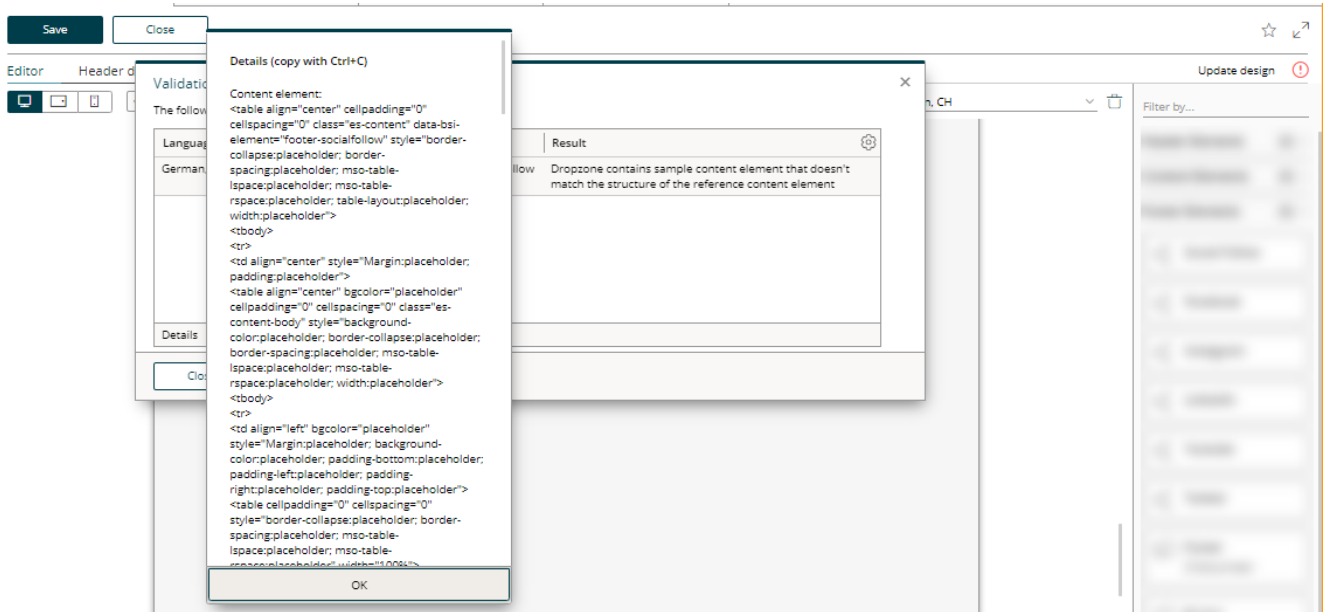 Save
Close
Editor
Header d
Update design
Validatio
n, CH
Filter by...
The follow
Languag
Result
German,
llow
Dropzone contains sample content element that doesn't
match the structure of the reference content element
Details
Clos
Details (copy with Ctrl+C)
Content element:
<table align="center" cellpadding="0"
cellspacing="0" class="es-content" data-bsi-
element="footer-socialfollow" style="border-
collapse:placeholder; border-
spacing:placeholder; mso-table-
lspace:placeholder; mso-table-
rspace:placeholder; table-layout:placeholder;
width:placeholder">
<tbody>
<tr>
<td align="center" style="Margin:placeholder;
padding:placeholder">
<table align="center" bgcolor="placeholder"
cellpadding="0" cellspacing="0" class="es-
content-body" style="background-
color:placeholder; border-collapse:placeholder;
border-spacing:placeholder; mso-table-
lspace:placeholder; mso-table-
rspace:placeholder; width:placeholder">
<tbody>
<tr>
<td align="left" bgcolor="placeholder"
style="Margin:placeholder; background-
color:placeholder; padding-bottom:placeholder;
padding-left:placeholder; padding-
right:placeholder; padding-top:placeholder">
<table cellpadding="0" cellspacing="0"
style="border-collapse:placeholder; border-
spacing:placeholder; mso-table-
lspace:placeholder; mso-table-
rspace:placeholder" width="100%">
OK